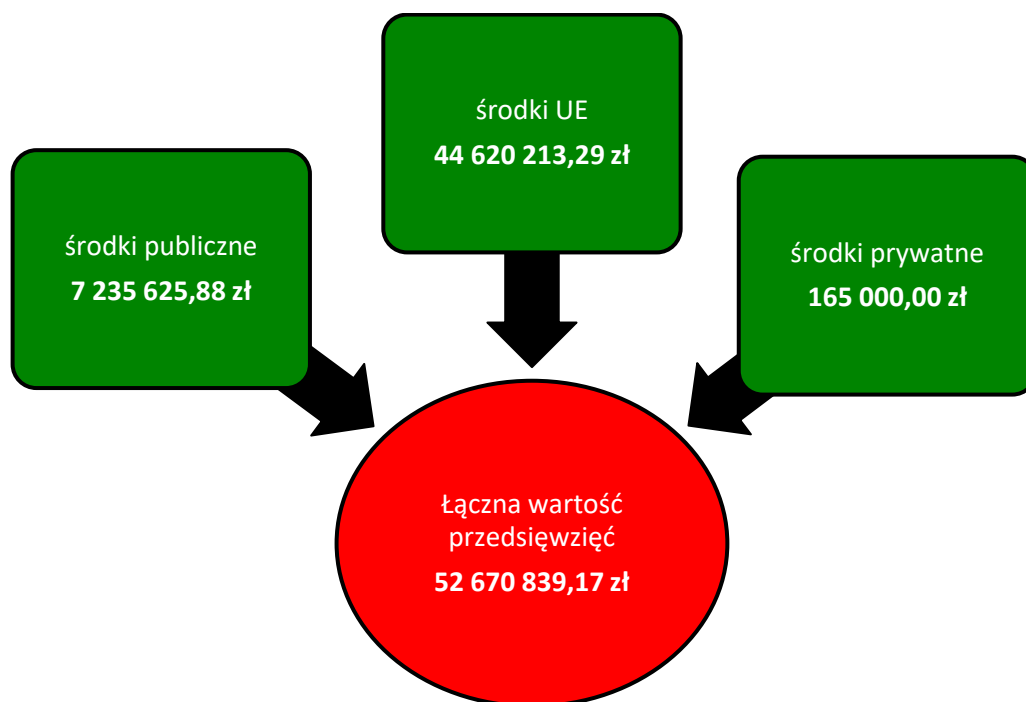 środki UE
44 620 213,29 zł
środki publiczne
7 235 625,88 zł
środki prywatne
165 000,00 zł
Łączna wartość
przedsięwzięć
52 670 839,17 zł